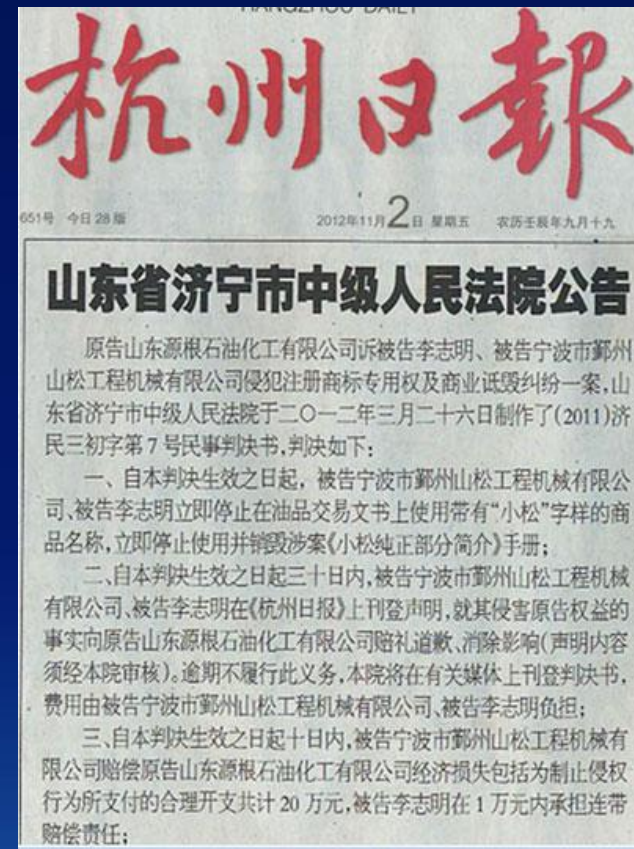 HANGZHOU DAILY
杭州日報
651号 今日28版 2012年11月2日 星期五 农历壬辰年九月十九
山东省济宁市中级人民法院公告
原告山东源根石油化工有限公司诉被告李志明、被告宁波市鄞州
山松工程机械有限公司侵犯注册商标专用权及商业诋毁纠纷一案,山
东省济宁市中级人民法院于二〇一二年三月二十六日制作了(2011)济
民三初字第7号民事判决书,判决如下:
一、自本判决生效之日起,被告宁波市鄞州山松工程机械有限公
司、被告李志明立即停止在油品交易文书上使用带有“小松”字样的商
品名称,立即停止使用并销毁涉案《小松纯正部分简介》手册;
二、自本判决生效之日起三十日内,被告宁波市鄞州山松工程机械
有限公司、被告李志明在《杭州日报》上刊登声明,就其侵害原告权益的
事实向原告山东源根石油化工有限公司赔礼道歉、消除影响(声明内容
须经本院审核)。逾期不履行此义务,本院将在有关媒体上刊登判决书,
费用由被告宁波市鄞州山松工程机械有限公司、被告李志明负担;
三、自本判决生效之日起十日内,被告宁波市鄞州山松工程机械有
限公司赔偿原告山东源根石油化工有限公司经济损失包括为制止侵权
行为所支付的合理开支共计20万元,被告李志明在1万元内承担连带
赔偿责任;